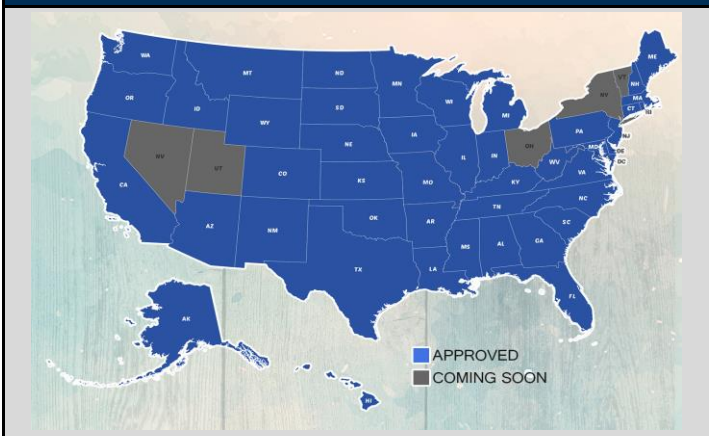 WA
MT
ND
MN
ME
OR
ID
SD
WI
MI
VT
NH
NY
MA
CT
RI
WY
IA
NE
PA
NJ
NV
UT
CO
IL
IN
OH
MD
DE
DC
WV
VA
CA
KS
MO
KY
NC
TN
AZ
NM
OK
AR
SC
MS
AL
GA
TX
LA
FL
AK
HI
APPROVED
COMING SOON